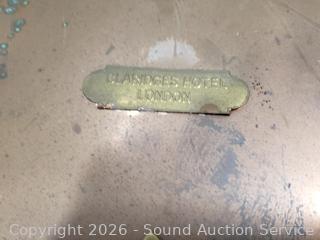 CLARIDGES HOTEL
LONDON
Copyright 2026 - Sound Auction Service